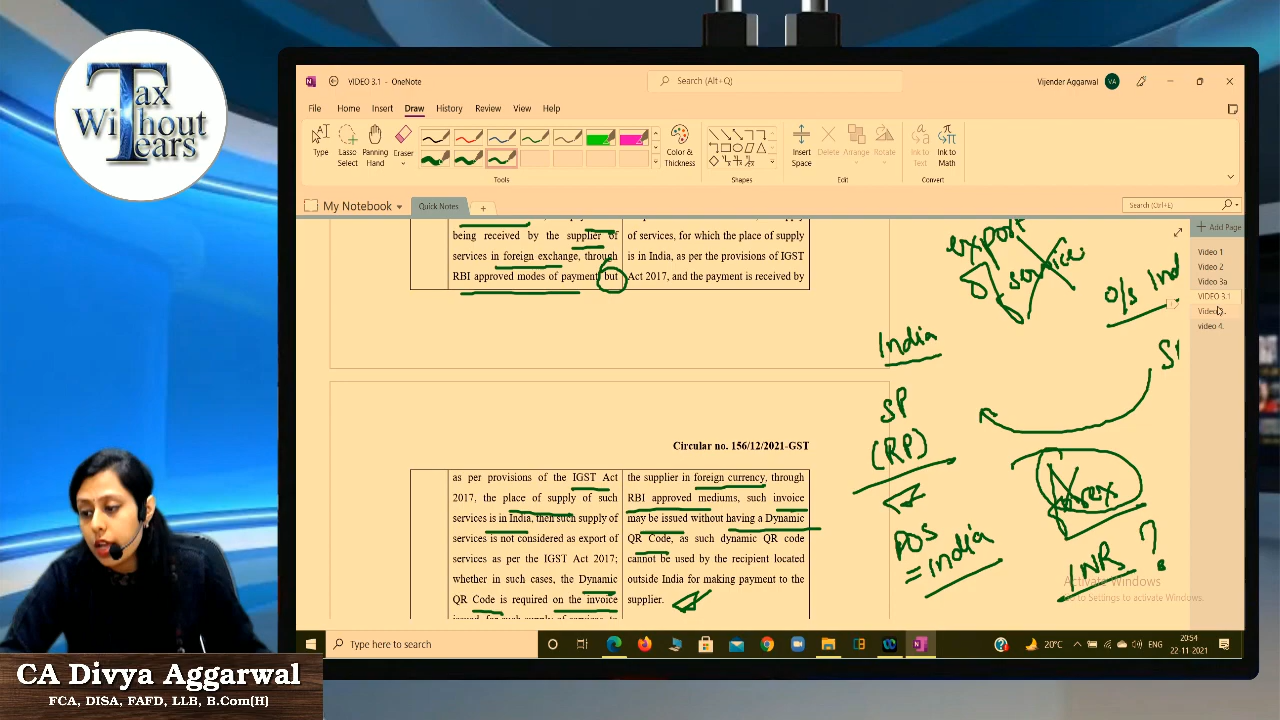 Tax
Without
Tears
VIDEO 3.1 - OneNote
Search (Alt+Q)
Vijender Aggarwal VA
File Home Insert Draw History Review View Help
Type
Lasso Select
Panning Hand
Eraser
Color & Thickness
Insert Space
Delete
Arrange
Rotate
Ink to Text
Ink to Math
Tools
Shapes
Edit
Convert
My Notebook
Quick Notes
+
Search (Ctrl+E)
being received by the supplier of
services in foreign exchange, through
RBI approved modes of payment, but
of services, for which the place of supply
is in India, as per the provisions of IGST
Act 2017, and the payment is received by
Circular no. 156/12/2021-GST
as per provisions of the IGST Act
2017, the place of supply of such
services is in India, then such supply of
services is not considered as export of
services as per the IGST Act 2017;
whether in such cases, the Dynamic
QR Code is required on the invoice
the supplier in foreign currency, through
RBI approved mediums, such invoice
may be issued without having a Dynamic
QR Code, as such dynamic QR code
cannot be used by the recipient located
outside India for making payment to the
supplier.
export
of service
o/s Ind
India
SP
(RP)
forex
POS
= India
INR ?
Activate Windows
Go to Settings to activate Windows.
+ Add Page
Video 1
Video 2
Video 3a
VIDEO 3.1
video 4.
Type here to search
20°C
ENG
20:54
22-11-2021
CA Divya Aggarwal
FCA, DISA, FAFD, LLB, B.Com(H)